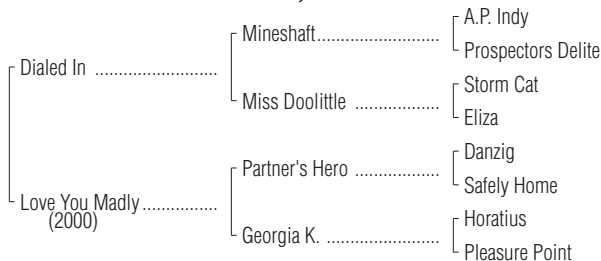 A.P. Indy
Mineshaft..................
Prospectors Delite
Dialed In ........................
Storm Cat
Miss Doolittle .................
Eliza
Danzig
Partner's Hero .................
Safely Home
Love You Madly ...............
(2000)
Horatius
Georgia K. ......................
Pleasure Point